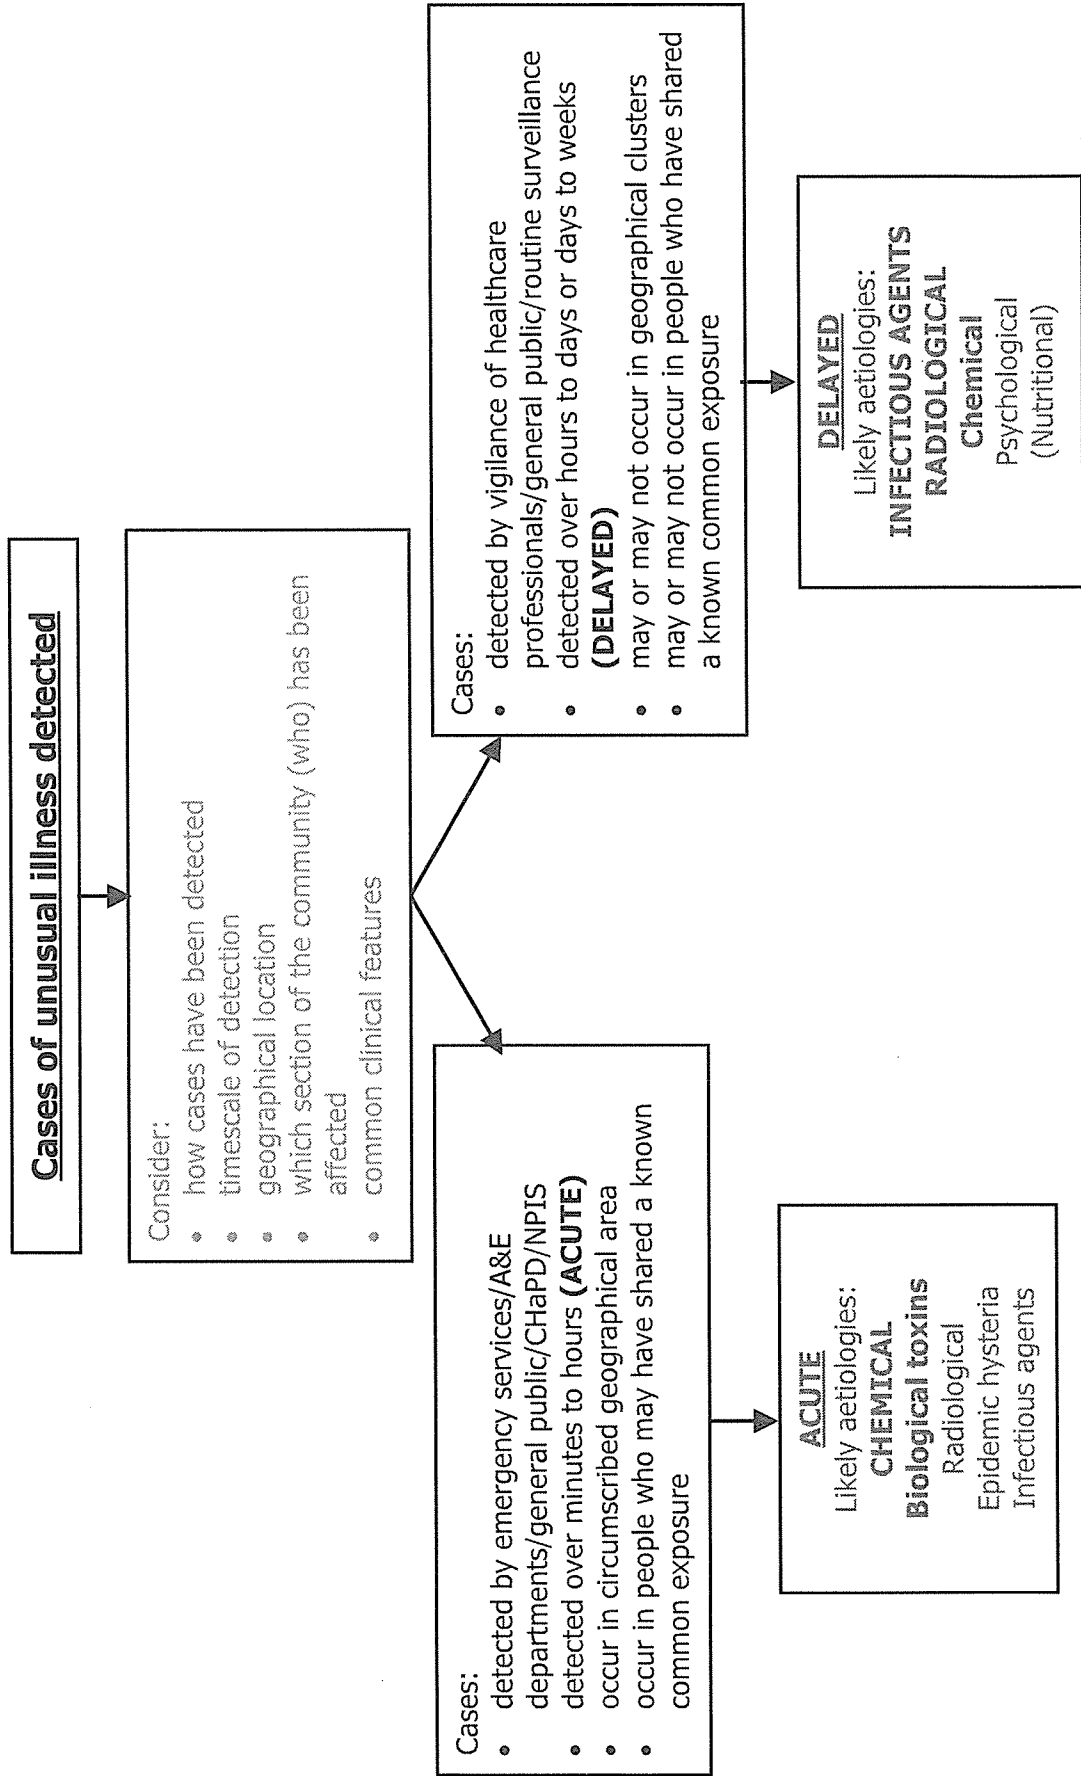 Cases of unusual illness detected
Consider:
• how cases have been detected
• timescale of detection
• geographical location
• which section of the community (who) has been
affected
• common clinical features
Cases:
• detected by emergency services/A&E
departments/general public/CHaPD/NPIS
• detected over minutes to hours (ACUTE)
• occur in circumscribed geographical area
• occur in people who may have shared a known
common exposure
Cases:
• detected by vigilance of healthcare
professionals/general public/routine surveillance
• detected over hours to days or days to weeks
(DELAYED)
• may or may not occur in geographical clusters
• may or may not occur in people who have shared
a known common exposure
ACUTE
Likely aetiologies:
CHEMICAL
Biological toxins
Radiological
Epidemic hysteria
Infectious agents
DELAYED
Likely aetiologies:
INFECTIOUS AGENTS
RADIOLOGICAL
Chemical
Psychological
(Nutritional)